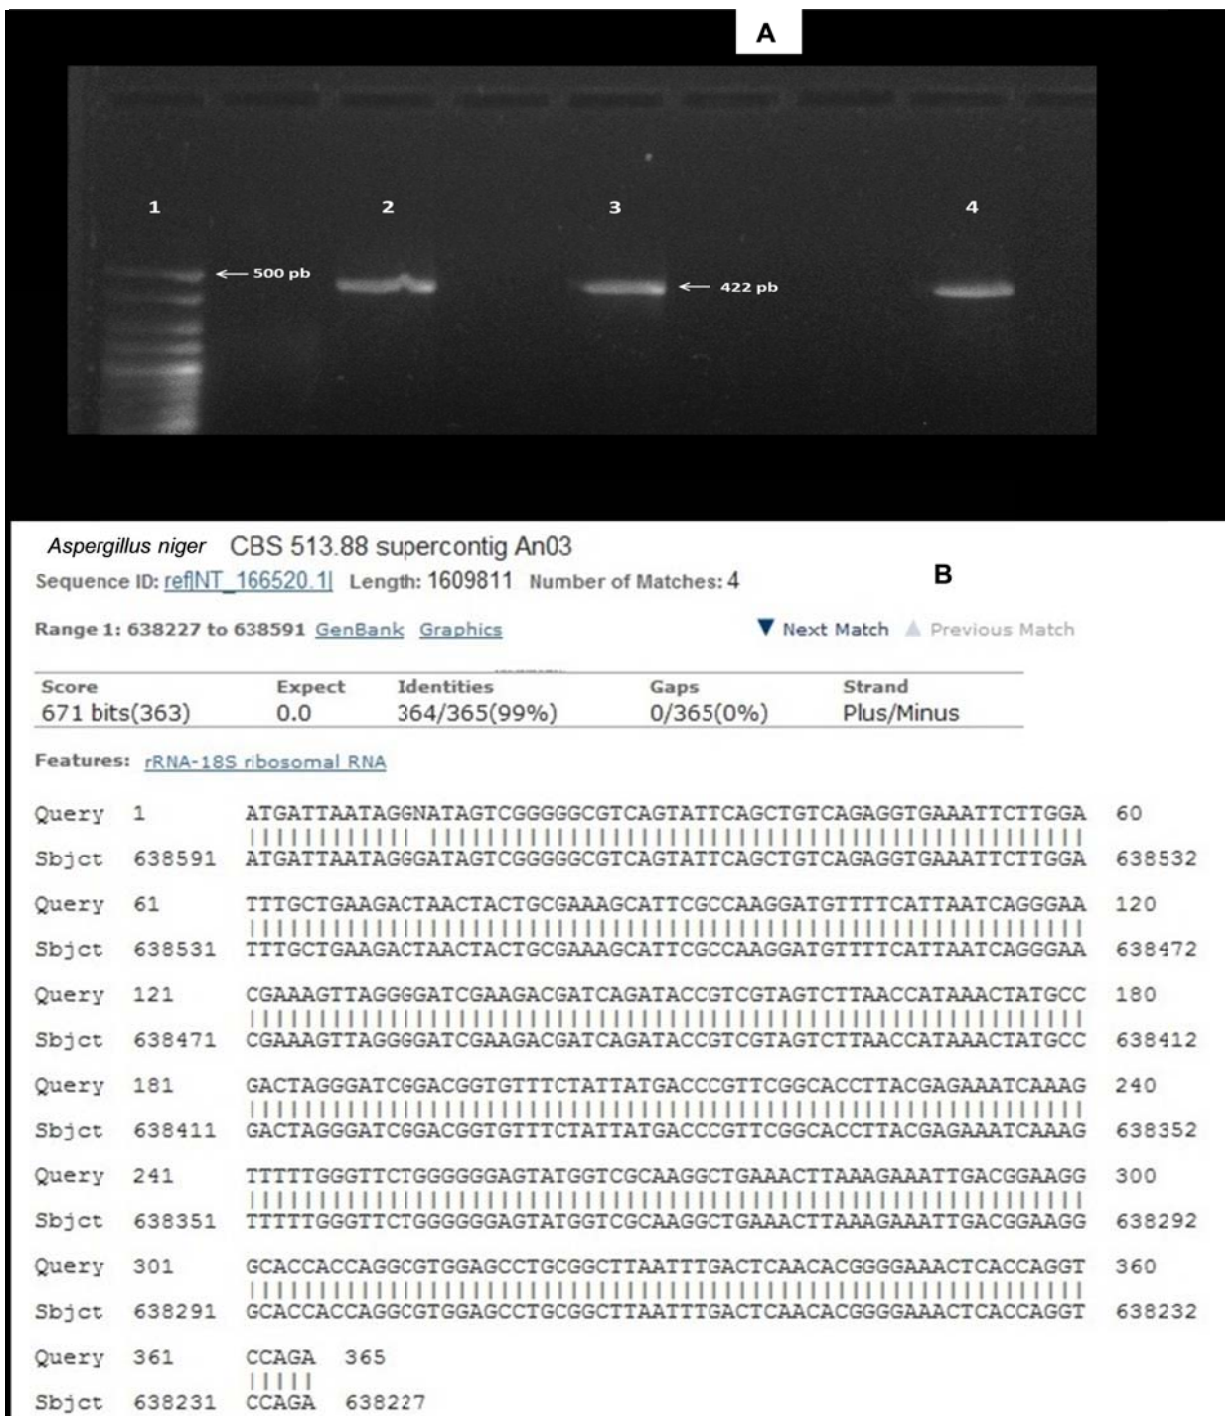 A
1 2 3 4
← 500 pb
← 422 pb
Aspergillus niger CBS 513.88 supercontig An03
Sequence ID: ref|NT_166520.1| Length: 1609811 Number of Matches: 4
B
Range 1: 638227 to 638591 GenBank Graphics ▼ Next Match ▲ Previous Match
Score Expect Identities Gaps Strand
671 bits(363) 0.0 364/365(99%) 0/365(0%) Plus/Minus
Features: rRNA-18S ribosomal RNA
Query 1 ATGATTAATAGGNATAGTCGGGGGCGTCAGTATTCAGCTGTCAGAGGTGAAATTCTTGGA 60
Sbjct 638591 ATGATTAATAGGGATAGTCGGGGGCGTCAGTATTCAGCTGTCAGAGGTGAAATTCTTGGA 638532
Query 61 TTTGCTGAAGACTAACTACTGCGAAAGCATTCGCCAAGGATGTTTTCATTAATCAGGGAA 120
Sbjct 638531 TTTGCTGAAGACTAACTACTGCGAAAGCATTCGCCAAGGATGTTTTCATTAATCAGGGAA 638472
Query 121 CGAAAGTTAGGGGATCGAAGACGATCAGATACCGTCGTAGTCTTAACCATAAACTATGCC 180
Sbjct 638471 CGAAAGTTAGGGGATCGAAGACGATCAGATACCGTCGTAGTCTTAACCATAAACTATGCC 638412
Query 181 GACTAGGGATCGGACGGTGTTTCTATTATGACCCGTTCGGCACCTTACGAGAAATCAAAG 240
Sbjct 638411 GACTAGGGATCGGACGGTGTTTCTATTATGACCCGTTCGGCACCTTACGAGAAATCAAAG 638352
Query 241 TTTTTGGGTTCTGGGGGGAGTATGGTCGCAAGGCTGAAACTTAAAGAAATTGACGGAAGG 300
Sbjct 638351 TTTTTGGGTTCTGGGGGGAGTATGGTCGCAAGGCTGAAACTTAAAGAAATTGACGGAAGG 638292
Query 301 GCACCACCAGGCGTGGAGCCTGCGGCTTAATTTGACTCAACACGGGGAAACTCACCAGGT 360
Sbjct 638291 GCACCACCAGGCGTGGAGCCTGCGGCTTAATTTGACTCAACACGGGGAAACTCACCAGGT 638232
Query 361 CCAGA 365
Sbjct 638231 CCAGA 638227